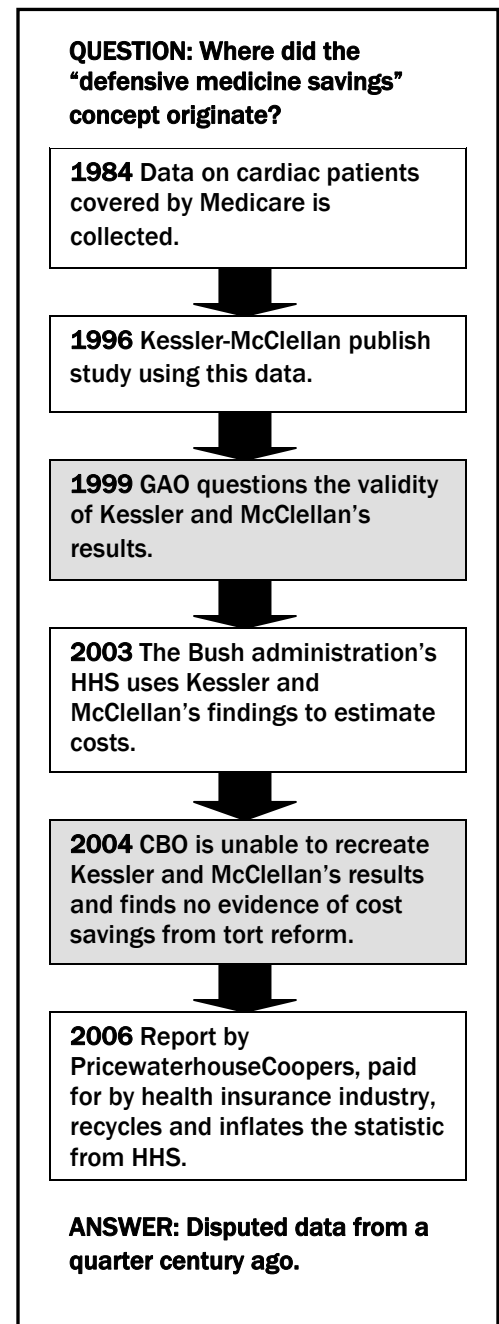 QUESTION: Where did the
“defensive medicine savings”
concept originate?
1984 Data on cardiac patients
covered by Medicare is
collected.
1996 Kessler-McClellan publish
study using this data.
1999 GAO questions the validity
of Kessler and McClellan’s
results.
2003 The Bush administration’s
HHS uses Kessler and
McClellan’s findings to estimate
costs.
2004 CBO is unable to recreate
Kessler and McClellan’s results
and finds no evidence of cost
savings from tort reform.
2006 Report by
PricewaterhouseCoopers, paid
for by health insurance industry,
recycles and inflates the statistic
from HHS.
ANSWER: Disputed data from a
quarter century ago.